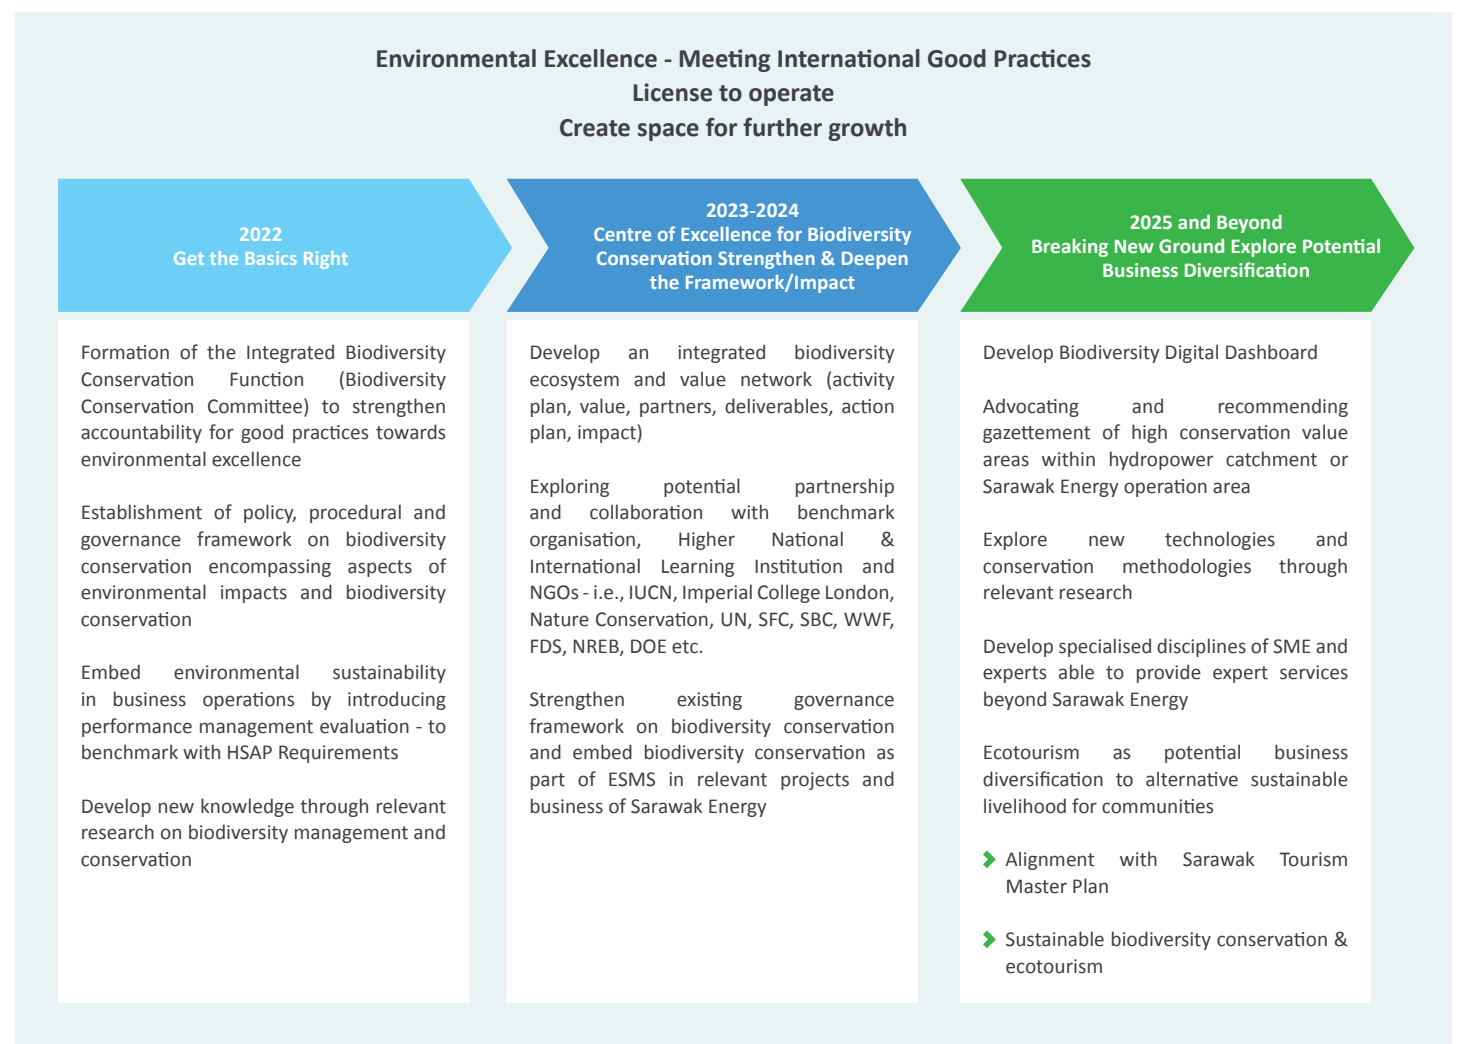 Environmental Excellence - Meeting International Good Practices
License to operate
Create space for further growth
2022
Get the Basics Right
Formation of the Integrated Biodiversity
Conservation Function (Biodiversity
Conservation Committee) to strengthen
accountability for good practices towards
environmental excellence
Establishment of policy, procedural and
governance framework on biodiversity
conservation encompassing aspects of
environmental impacts and biodiversity
conservation
Embed environmental sustainability
in business operations by introducing
performance management evaluation - to
benchmark with HSAP Requirements
Develop new knowledge through relevant
research on biodiversity management and
conservation
2023-2024
Centre of Excellence for Biodiversity
Conservation Strengthen & Deepen
the Framework/Impact
Develop an integrated biodiversity
ecosystem and value network (activity
plan, value, partners, deliverables, action
plan, impact)
Exploring potential partnership
and collaboration with benchmark
organisation, Higher National &
International Learning Institution and
NGOs - i.e., IUCN, Imperial College London,
Nature Conservation, UN, SFC, SBC, WWF,
FDS, NREB, DOE etc.
Strengthen existing governance
framework on biodiversity conservation
and embed biodiversity conservation as
part of ESMS in relevant projects and
business of Sarawak Energy
2025 and Beyond
Breaking New Ground Explore Potential
Business Diversification
Develop Biodiversity Digital Dashboard
Advocating and recommending
gazettement of high conservation value
areas within hydropower catchment or
Sarawak Energy operation area
Explore new technologies and
conservation methodologies through
relevant research
Develop specialised disciplines of SME and
experts able to provide expert services
beyond Sarawak Energy
Ecotourism as potential business
diversification to alternative sustainable
livelihood for communities
Alignment with Sarawak Tourism
Master Plan
Sustainable biodiversity conservation &
ecotourism